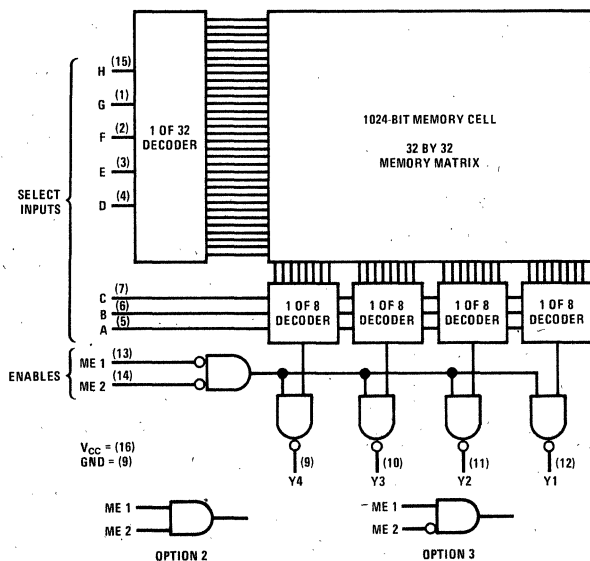 H (15)
G (1)
F (2)
E (3)
D (4)
1 OF 32
DECODER
1024-BIT MEMORY CELL
32 BY 32
MEMORY MATRIX
SELECT
INPUTS
C (7)
B (6)
A (5)
1 OF 8
DECODER
1 OF 8
DECODER
1 OF 8
DECODER
1 OF 8
DECODER
ENABLES
ME 1 (13)
ME 2 (14)
VCC = (16)
GND = (9)
(9)
Y4
(10)
Y3
(11)
Y2
(12)
Y1
ME 1
ME 2
OPTION 2
ME 1
ME 2
OPTION 3